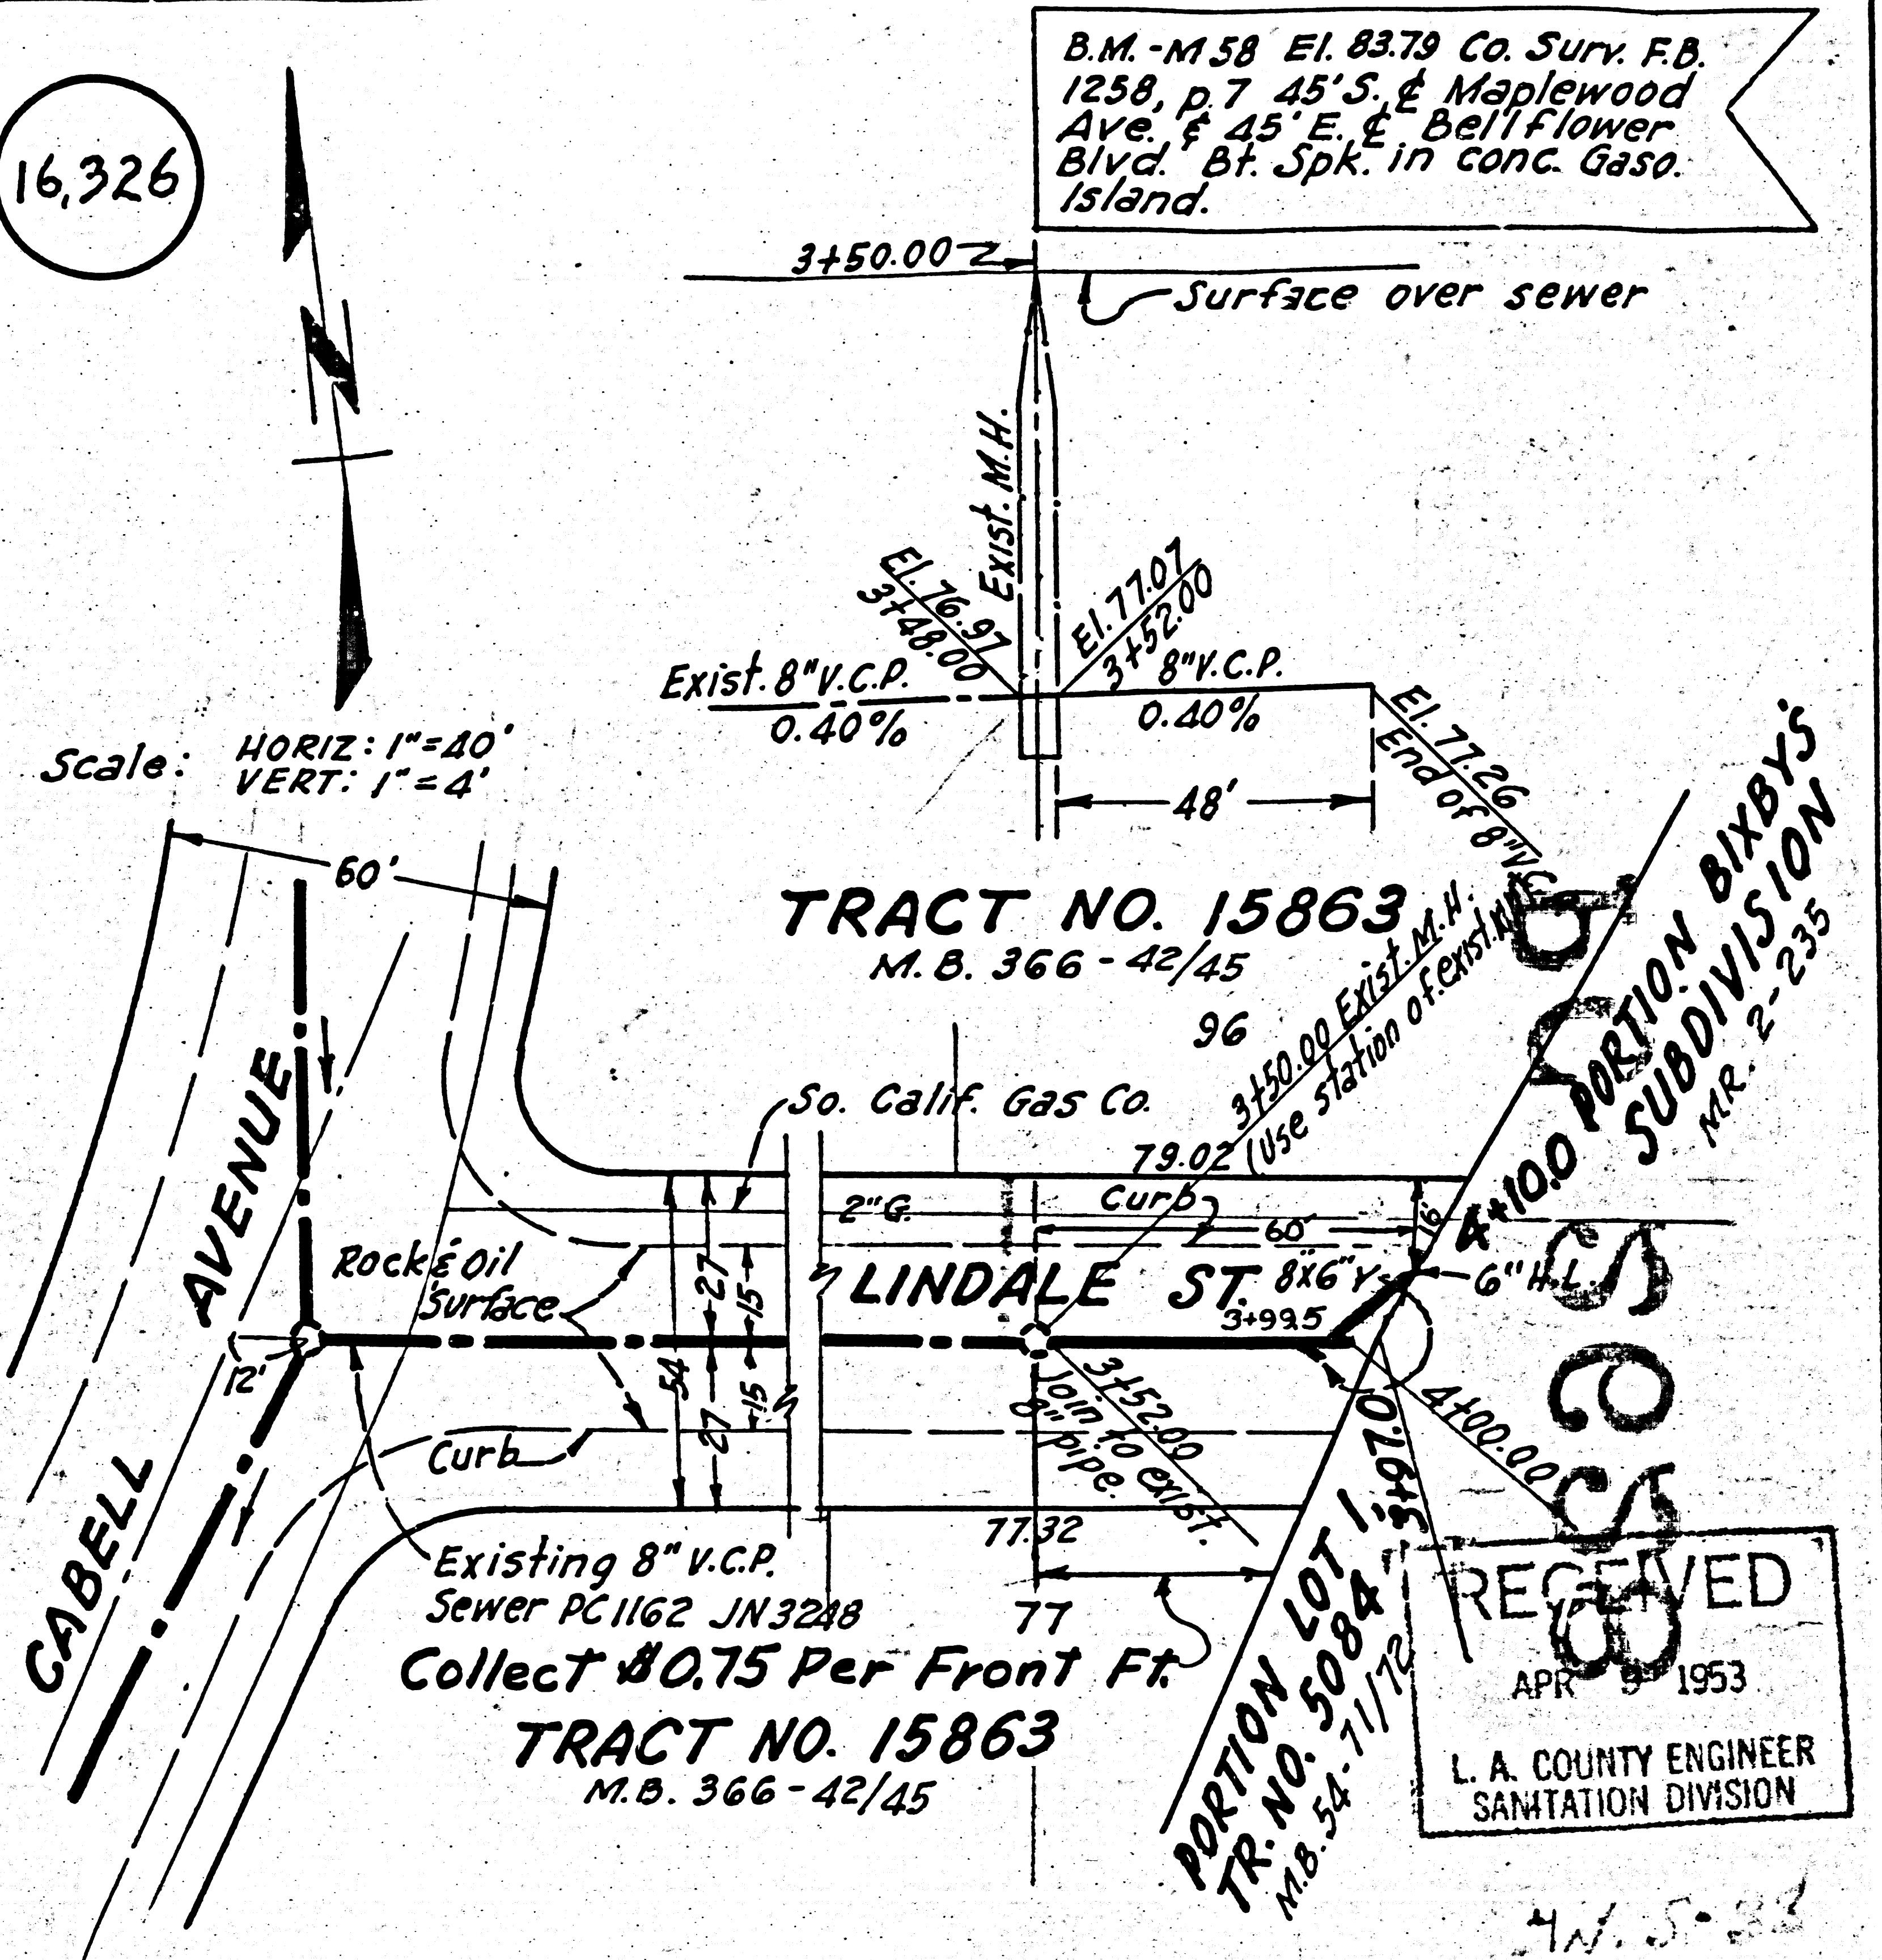 B.M. - M 58 El. 83.79 Co. Surv. F.B.
1258, p. 7 45' S. ₵ Maplewood
Ave. & 45' E. ₵ Bellflower
Blvd. Bt. Spk. in conc. Gaso.
Island.
16,326
3+50.00
Surface over sewer
Exist. M.H.
El. 76.97
3+48.00
El. 77.07
3+52.00
Exist. 8" V.C.P.
0.40%
8" V.C.P.
0.40%
El. 77.26
End of 8" V.
48'
Scale: HORIZ: 1"=40'
VERT: 1"=4'
60'
TRACT NO. 15863
M.B. 366 - 42/45
96
3+50.00 Exist. M.H.
(Use station of exist.
PORTION BIXBY'S
SUBDIVISION
M.R. 2-235
So. Calif. Gas Co.
79.02
2" G.
Curb
60'
16'
4+10.0
Rock & Oil
Surface
LINDALE ST.
8x6" Y
6" H.L.
3+99.5
27
15
54
27
15
12'
AVENUE
CABELL
Curb
3+52.00
Join to exist.
8" pipe.
4+00.00
3+97.0
77.32
Existing 8" V.C.P.
Sewer PC 1162 JN 3248
77
Collect $0.75 Per Front Ft.
TRACT NO. 15863
M.B. 366 - 42/45
PORTION LOT 1,
TR. NO. 5084
M.B. 54-71/72
RECEIVED
APR 9 1953
L. A. COUNTY ENGINEER
SANITATION DIVISION